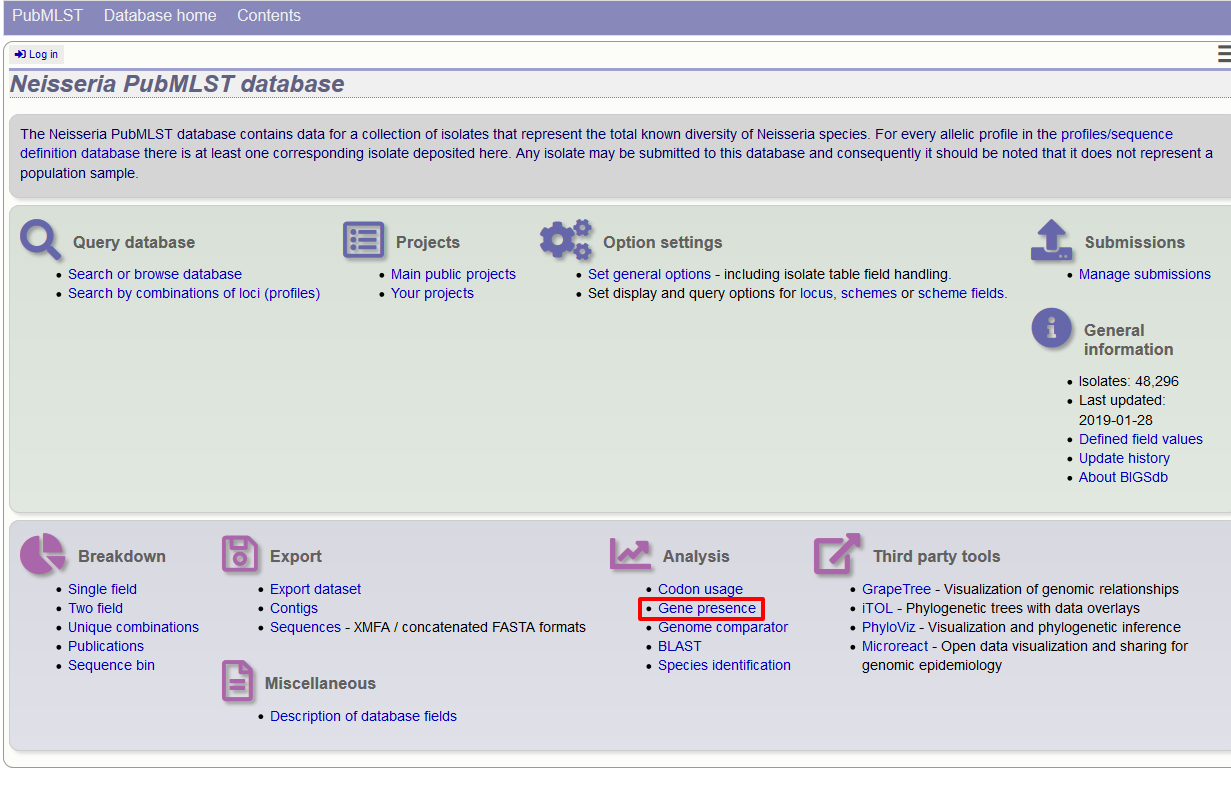 PubMLST Database home Contents
Log in
Neisseria PubMLST database
The Neisseria PubMLST database contains data for a collection of isolates that represent the total known diversity of Neisseria species. For every allelic profile in the profiles/sequence
definition database there is at least one corresponding isolate deposited here. Any isolate may be submitted to this database and consequently it should be noted that it does not represent a
population sample.
Query database
Search or browse database
Search by combinations of loci (profiles)
Projects
Main public projects
Your projects
Option settings
Set general options - including isolate table field handling.
Set display and query options for locus, schemes or scheme fields.
Submissions
Manage submissions
General
information
Isolates: 48,296
Last updated:
2019-01-28
Defined field values
Update history
About BIGSdb
Breakdown
Single field
Two field
Unique combinations
Publications
Sequence bin
Export
Export dataset
Contigs
Sequences - XMFA / concatenated FASTA formats
Miscellaneous
Description of database fields
Analysis
Codon usage
Gene presence
Genome comparator
BLAST
Species identification
Third party tools
GrapeTree - Visualization of genomic relationships
iTOL - Phylogenetic trees with data overlays
PhyloViz - Visualization and phylogenetic inference
Microreact - Open data visualization and sharing for
genomic epidemiology